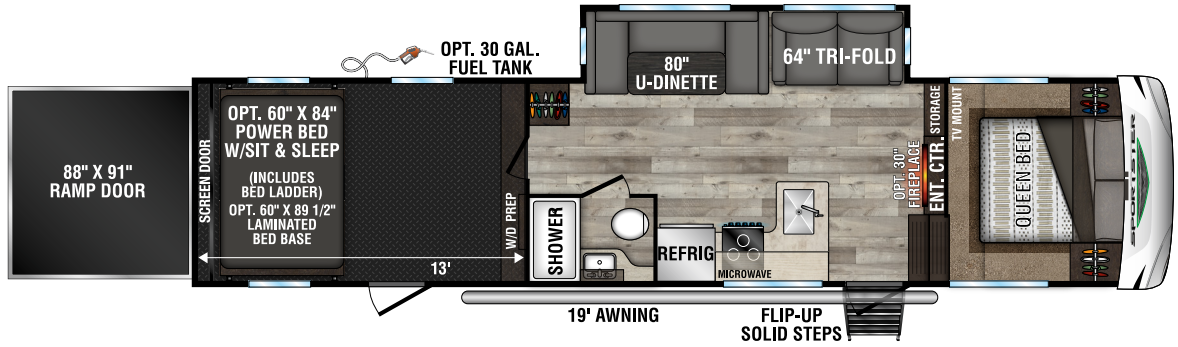 88" X 91"
RAMP DOOR
SCREEN DOOR
OPT. 60" X 84"
POWER BED
W/SIT & SLEEP
(INCLUDES
BED LADDER)
OPT. 60" X 89 1/2"
LAMINATED
BED BASE
13'
OPT. 30 GAL.
FUEL TANK
W/D PREP
SHOWER
REFRIG
MICROWAVE
80"
U-DINETTE
64" TRI-FOLD
OPT. 30"
FIREPLACE
ENT. CTR.
STORAGE
TV MOUNT
QUEEN BED
SPORTSTER
19' AWNING
FLIP-UP
SOLID STEPS